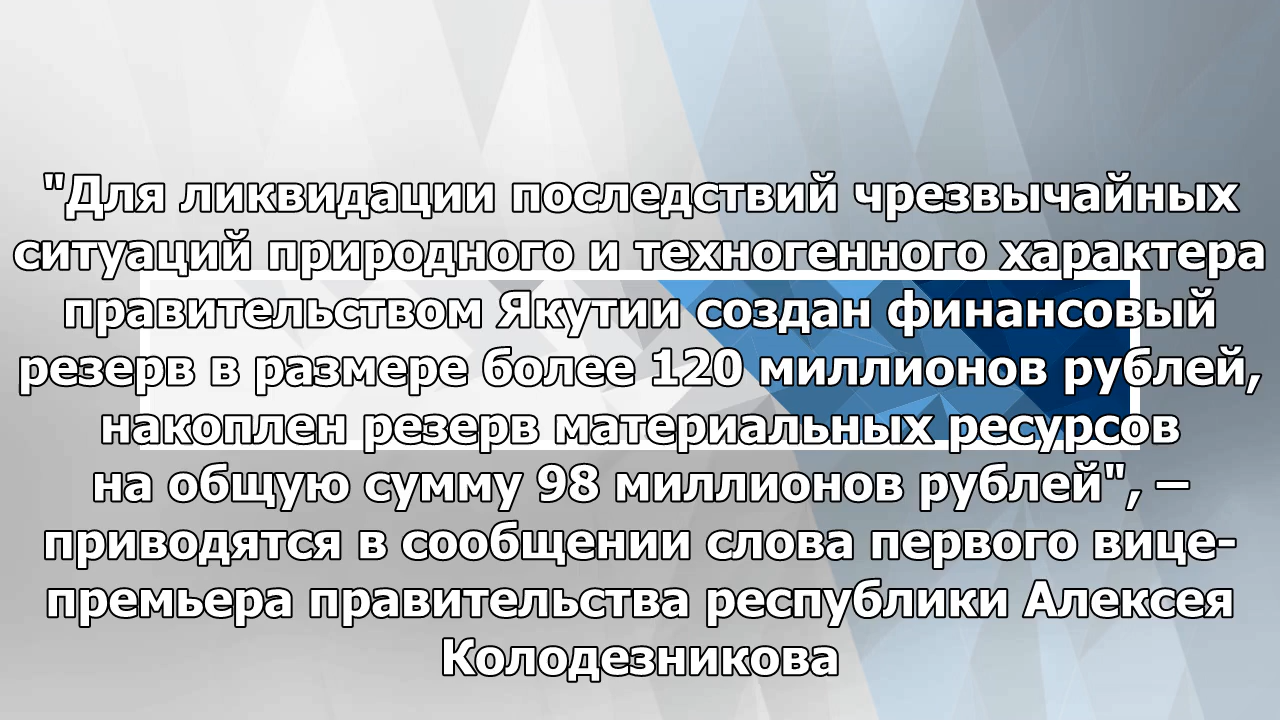 "Для ликвидации последствий чрезвычайных
ситуаций природного и техногенного характера
правительством Якутии создан финансовый
резерв в размере более 120 миллионов рублей,
накоплен резерв материальных ресурсов
на общую сумму 98 миллионов рублей", –
приводятся в сообщении слова первого вице-
премьера правительства республики Алексея
Колодезникова